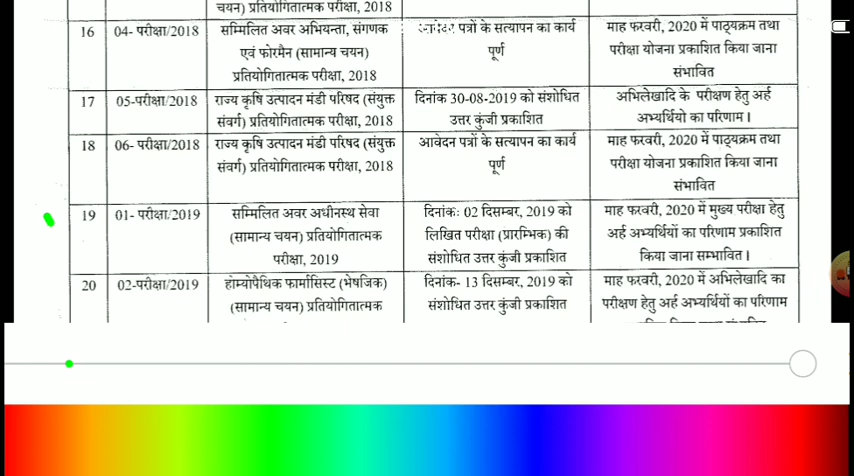 चयन) प्रतियोगितात्मक परीक्षा, 2018
16 04- परीक्षा/2018 सम्मिलित अवर अभियन्ता, संगणक पत्रों के सत्यापन का कार्य माह फरवरी, 2020 में पाठ्यक्रम तथा
एवं फोरमैन (सामान्य चयन) पूर्ण परीक्षा योजना प्रकाशित किया जाना
प्रतियोगितात्मक परीक्षा, 2018 संभावित
17 05-परीक्षा/2018 राज्य कृषि उत्पादन मंडी परिषद (संयुक्त दिनांक 30-08-2019 को संशोधित अभिलेखादि के परीक्षण हेतु अर्ह
संवर्ग) प्रतियोगितात्मक परीक्षा, 2018 उत्तर कुंजी प्रकाशित अभ्यर्थियो का परिणाम।
18 06- परीक्षा/2018 राज्य कृषि उत्पादन मंडी परिषद (संयुक्त आवेदन पत्रों के सत्यापन का कार्य माह फरवरी, 2020 में पाठ्यक्रम तथा
संवर्ग) प्रतियोगितात्मक परीक्षा, 2018 पूर्ण परीक्षा योजना प्रकाशित किया जाना
संभावित
19 01- परीक्षा/2019 सम्मिलित अवर अधीनस्थ सेवा दिनांकः 02 दिसम्बर, 2019 को माह फरवरी, 2020 में मुख्य परीक्षा हेतु
(सामान्य चयन) प्रतियोगितात्मक लिखित परीक्षा (प्रारम्भिक) की अर्ह अभ्यर्थियों का परिणाम प्रकाशित
परीक्षा, 2019 संशोधित उत्तर कुंजी प्रकाशित किया जाना सम्भावित।
20 02-परीक्षा/2019 होम्योपैथिक फार्मासिस्ट (भेषजिक) दिनांक- 13 दिसम्बर, 2019 को माह फरवरी, 2020 में अभिलेखादि का
(सामान्य चयन) प्रतियोगितात्मक संशोधित उत्तर कुंजी प्रकाशित परीक्षण हेतु अर्ह अभ्यर्थियों का परिणाम